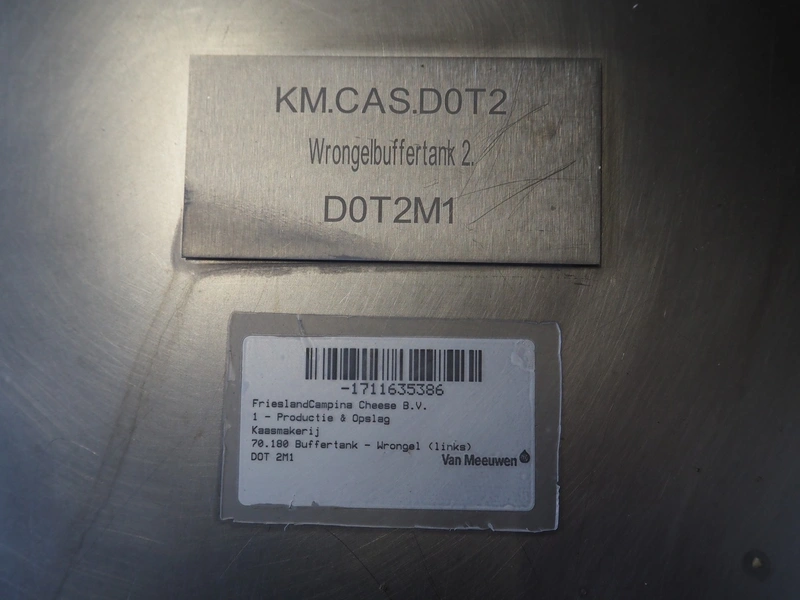 KM.CAS.D0T2
Wrongelbuffertank 2.
D0T2M1
-1711635386
FrieslandCampina Cheese B.V.
1 - Productie & Opslag
Kaasmakerij
70.180 Buffertank - Wrongel (links)
DOT 2M1
Van Meeuwen